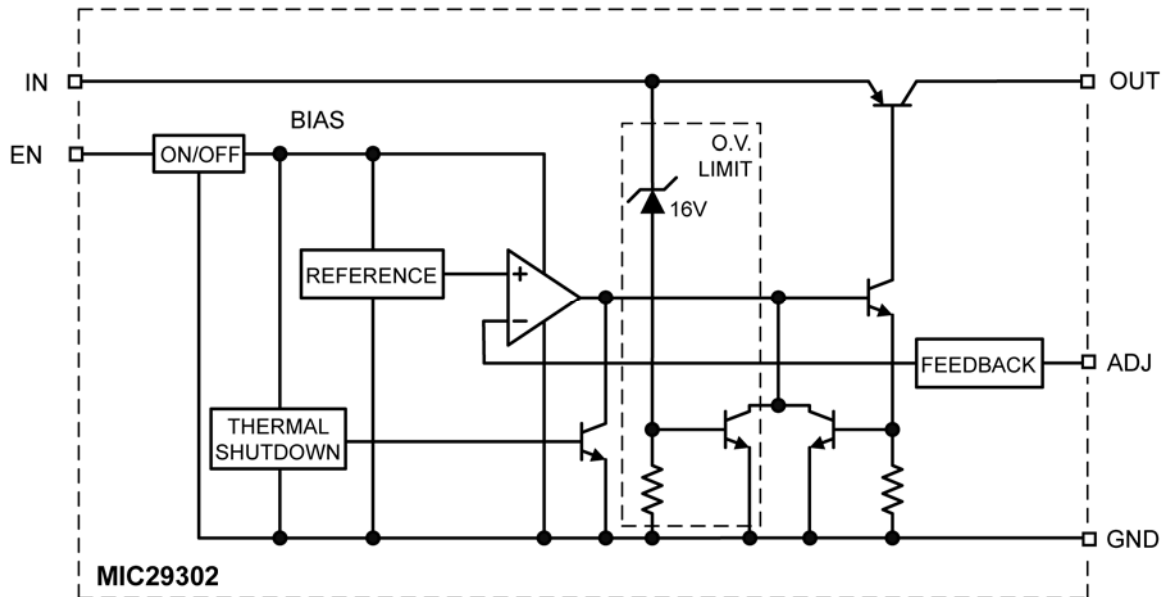 IN
OUT
BIAS
O.V.
LIMIT
EN
ON/OFF
16V
REFERENCE
+
−
FEEDBACK
ADJ
THERMAL
SHUTDOWN
GND
MIC29302